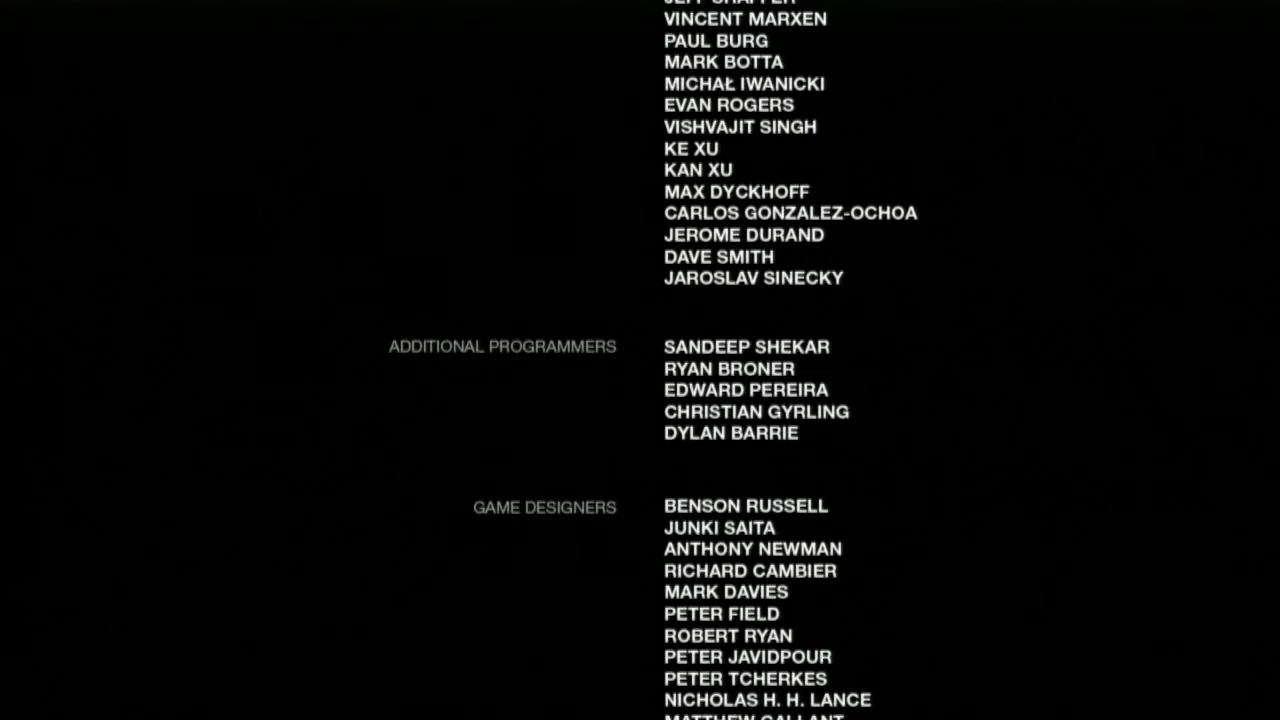 VINCENT MARXEN
PAUL BURG
MARK BOTTA
MICHAŁ IWANICKI
EVAN ROGERS
VISHVAJIT SINGH
KE XU
KAN XU
MAX DYCKHOFF
CARLOS GONZALEZ-OCHOA
JEROME DURAND
DAVE SMITH
JAROSLAV SINECKY
ADDITIONAL PROGRAMMERS SANDEEP SHEKAR
RYAN BRONER
EDWARD PEREIRA
CHRISTIAN GYRLING
DYLAN BARRIE
GAME DESIGNERS BENSON RUSSELL
JUNKI SAITA
ANTHONY NEWMAN
RICHARD CAMBIER
MARK DAVIES
PETER FIELD
ROBERT RYAN
PETER JAVIDPOUR
PETER TCHERKES
NICHOLAS H. H. LANCE
MATTHEW GALLANT